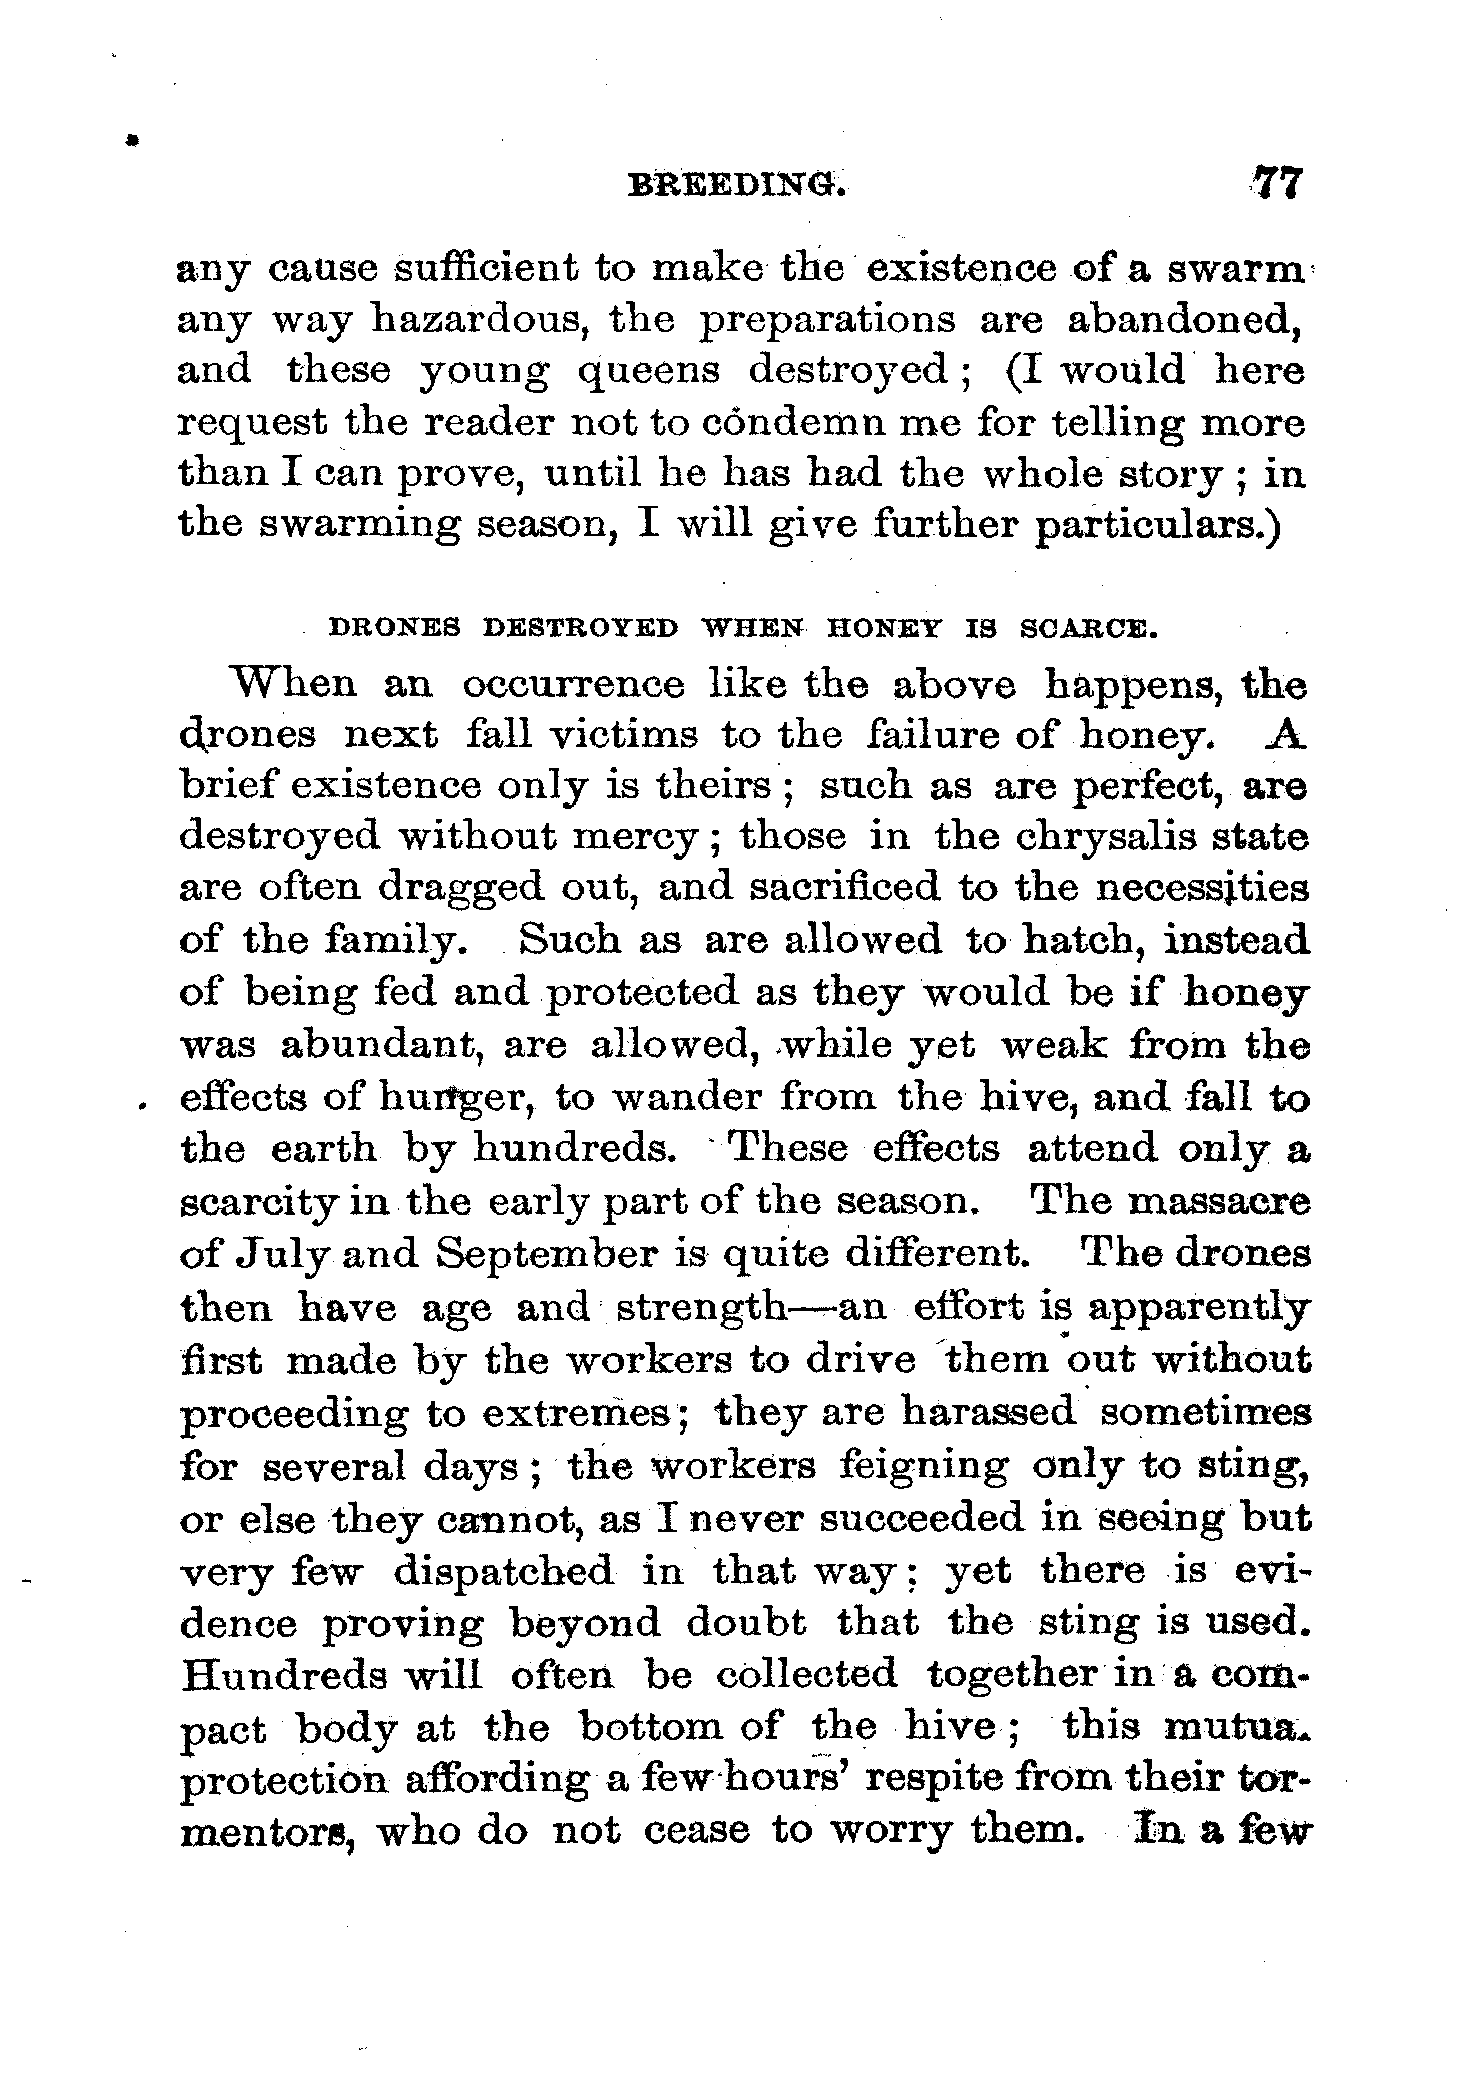 BREEDING. 77
any cause sufficient to make the existence of a swarm
any way hazardous, the preparations are abandoned,
and these young queens destroyed ; (I would here
request the reader not to condemn me for telling more
than I can prove, until he has had the whole story ; in
the swarming season, I will give further particulars.)
DRONES DESTROYED WHEN HONEY IS SCARCE.
When an occurrence like the above happens, the
drones next fall victims to the failure of honey. A
brief existence only is theirs ; such as are perfect, are
destroyed without mercy ; those in the chrysalis state
are often dragged out, and sacrificed to the necessities
of the family. Such as are allowed to hatch, instead
of being fed and protected as they would be if honey
was abundant, are allowed, while yet weak from the
effects of hunger, to wander from the hive, and fall to
the earth by hundreds. These effects attend only a
scarcity in the early part of the season. The massacre
of July and September is quite different. The drones
then have age and strength—an effort is apparently
first made by the workers to drive them out without
proceeding to extremes ; they are harassed sometimes
for several days ; the workers feigning only to sting,
or else they cannot, as I never succeeded in seeing but
very few dispatched in that way ; yet there is evi-
dence proving beyond doubt that the sting is used.
Hundreds will often be collected together in a com-
pact body at the bottom of the hive ; this mutua
protection affording a few hours' respite from their tor-
mentors, who do not cease to worry them. In a few